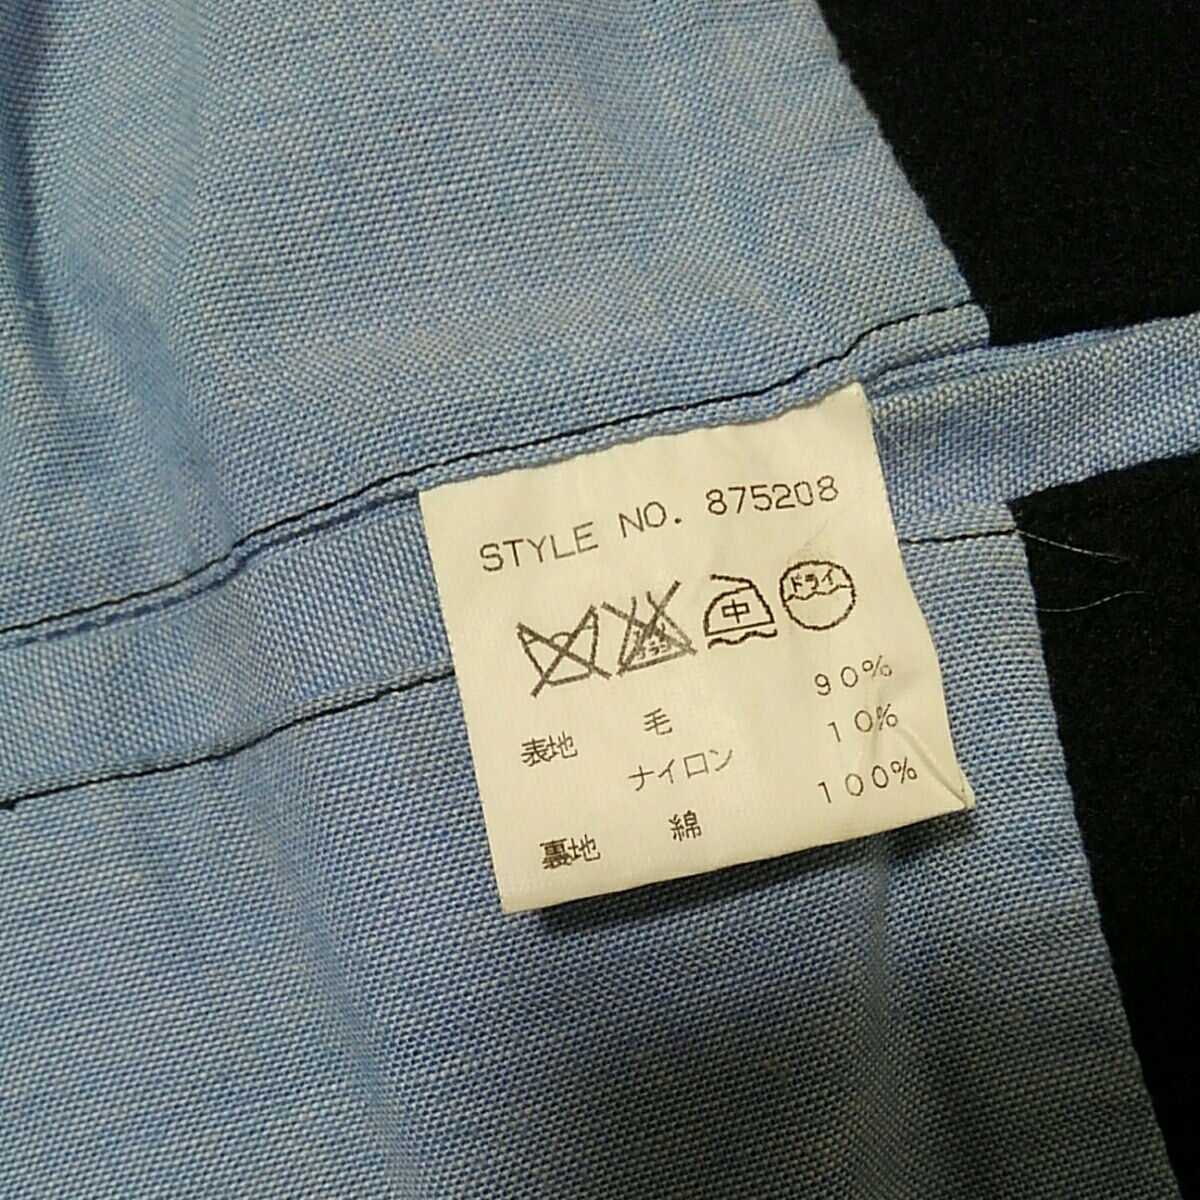 STYLE NO. 875208
中 ドライ
表地 毛 90%
ナイロン 10%
裏地 綿 100%